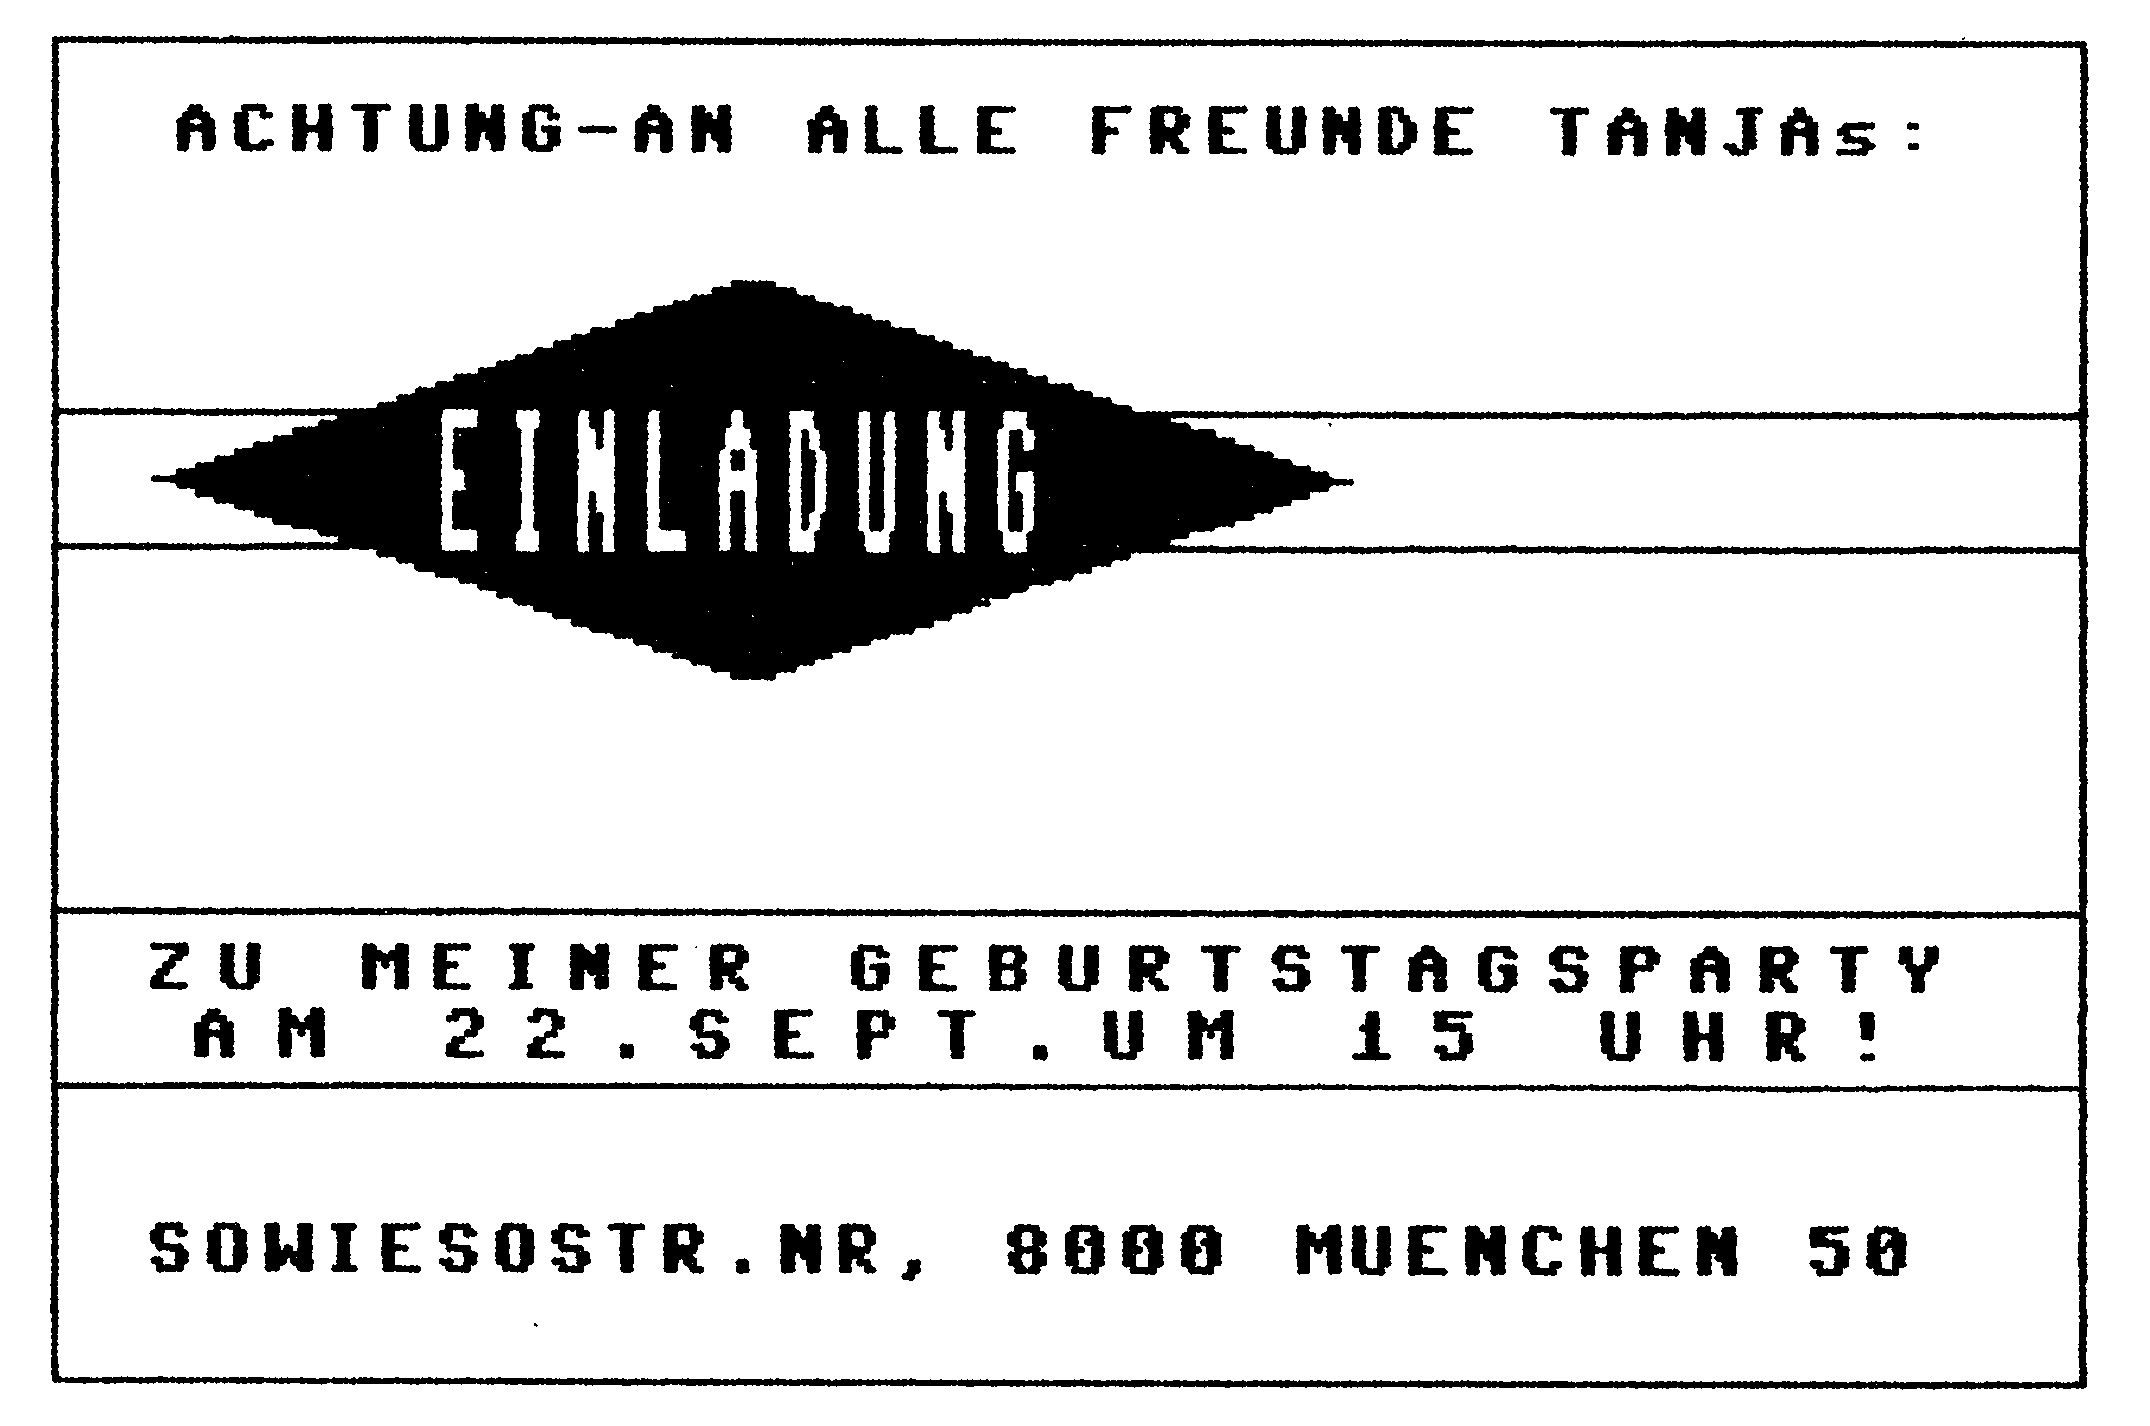 ACHTUNG-AN ALLE FREUNDE TANJAs:
EINLADUNG
ZU MEINER GEBURTSTAGSPARTY
AM 22.SEPT.UM 15 UHR!
SOWIESOSTR.NR, 8000 MUENCHEN 50